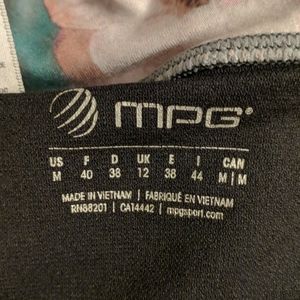 MPG
US F D UK E I CAN
M 40 38 12 38 44 M|M
MADE IN VIETNAM | FABRIQUÉ EN VIETNAM
RN88201 | CA14442 | mpgsport.com